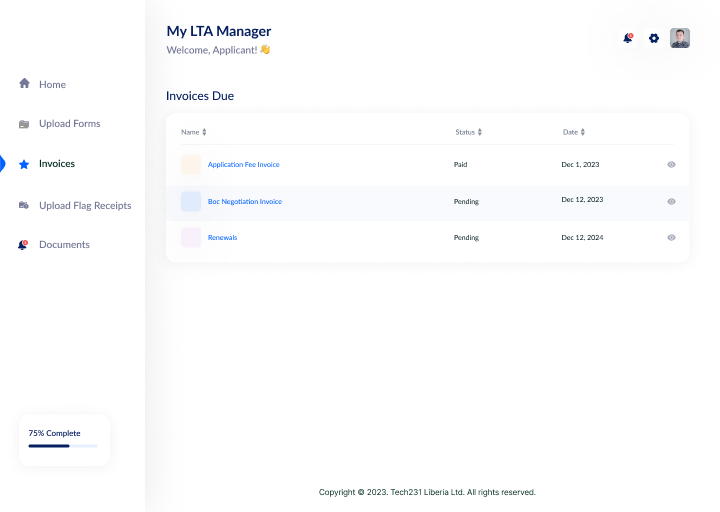 My LTA Manager
Welcome, Applicant! 👋
Home
Upload Forms
Invoices
Upload Flag Receipts
Documents
75% Complete
Invoices Due
Name Status Date
Application Fee Invoice Paid Dec 1, 2023
Boc Negotiation Invoice Pending Dec 12, 2023
Renewals Pending Dec 12, 2024
Copyright © 2023. Tech231 Liberia Ltd. All rights reserved.